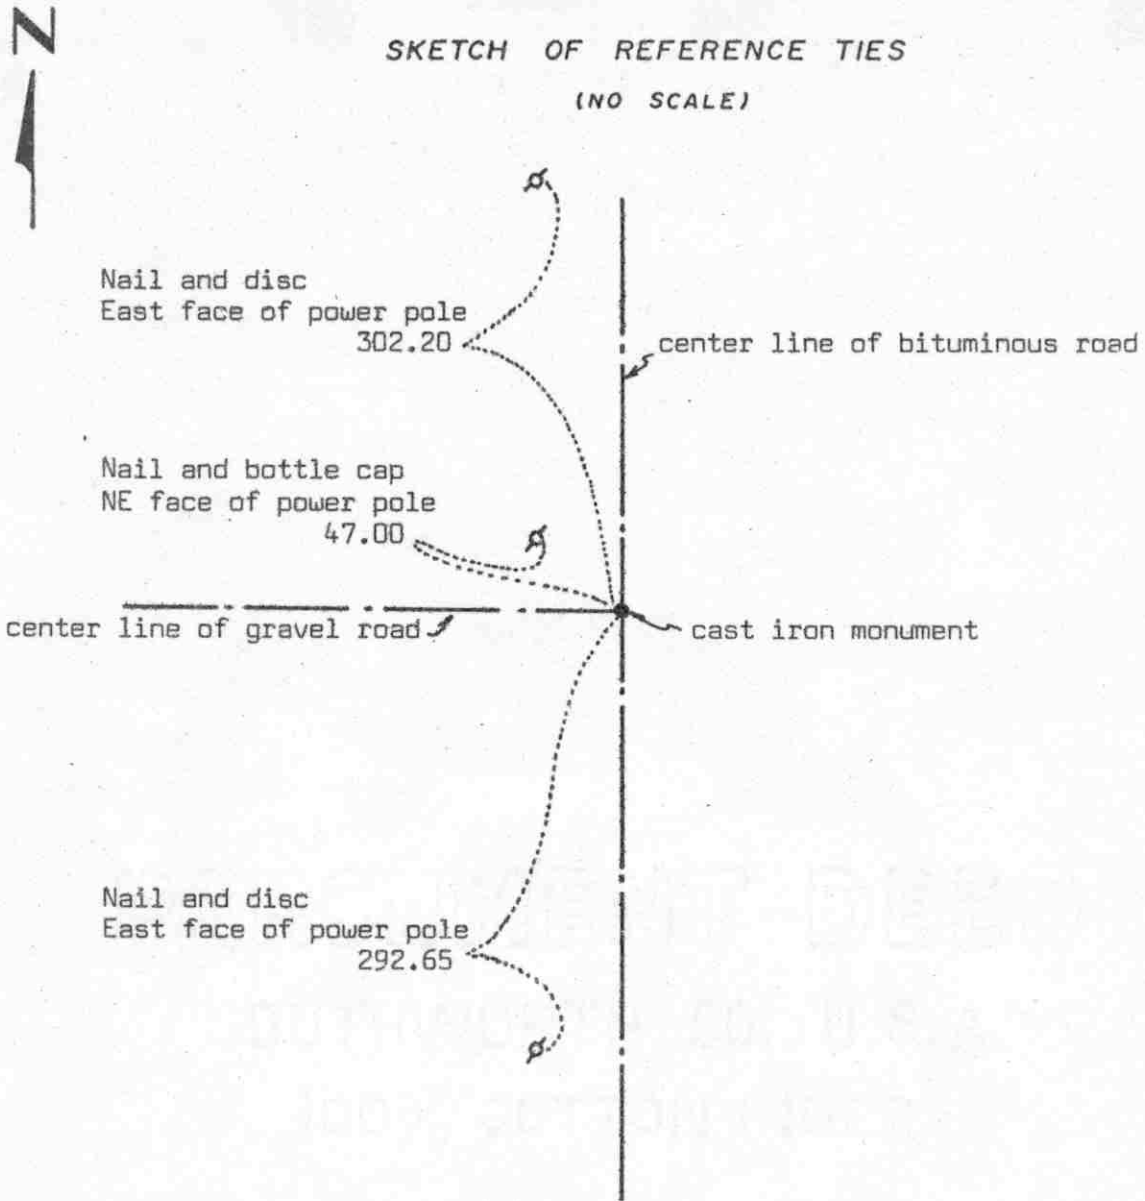 N
SKETCH OF REFERENCE TIES
(NO SCALE)
Nail and disc
East face of power pole
302.20
center line of bituminous road
Nail and bottle cap
NE face of power pole
47.00
center line of gravel road
cast iron monument
Nail and disc
East face of power pole
292.65